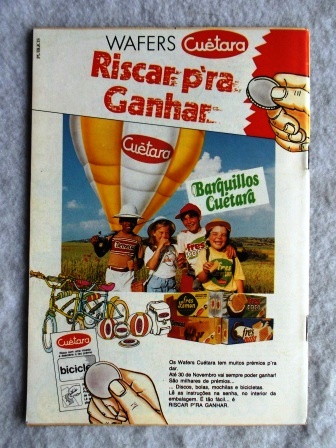 WAFERS Cuétara
Riscar p'ra
Ganhar
Cuétara
Barquillos
Cuétara
Cuétara
bicicle
Os Wafers Cuétara tem muitos prémios p'ra
dar.
Até 30 de Novembro vai sempre poder ganhar!
São milhares de prémios...
... Discos, bolas, mochilas e bicicletas.
Lê as instruções na senha, no interior da
embalagem. É tão fácil... é
RISCAR P'RA GANHAR.